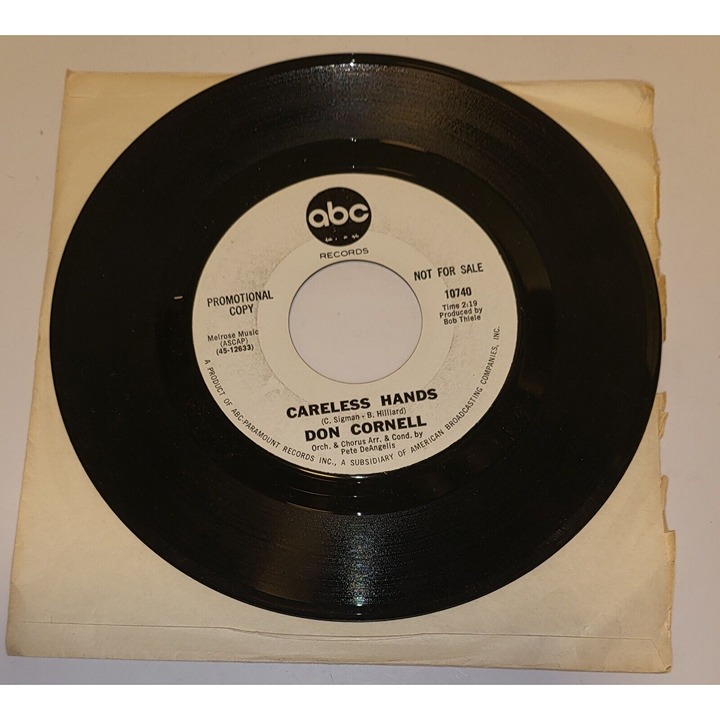 abc
RECORDS
PROMOTIONAL
COPY
NOT FOR SALE
10740
Time 2:19
Produced by
Bob Thiele
Melrose Music
(ASCAP)
(45-12633)
CARELESS HANDS
(C. Sigman - B. Hilliard)
DON CORNELL
Orch. & Chorus Arr. & Cond. by
Pete DeAngelis
A PRODUCT OF ABC-PARAMOUNT RECORDS INC., A SUBSIDIARY OF AMERICAN BROADCASTING COMPANIES, INC.